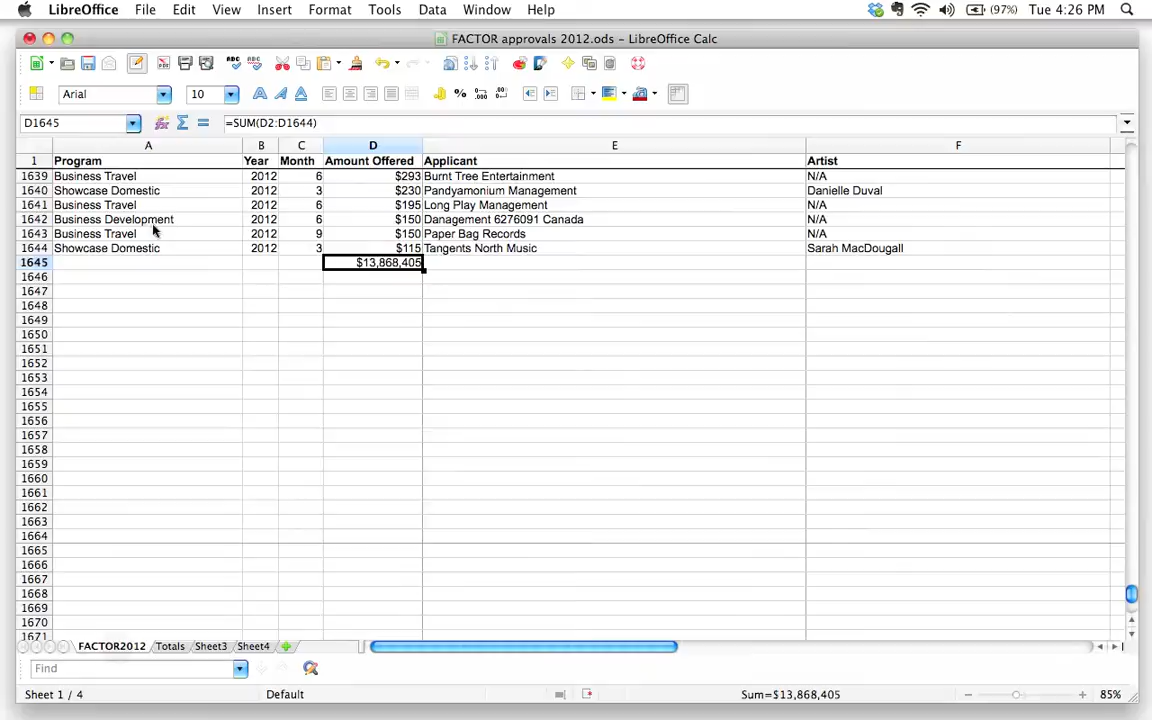 LibreOffice File Edit View Insert Format Tools Data Window Help (97%) Tue 4:26 PM
FACTOR approvals 2012.ods - LibreOffice Calc
Arial 10
D1645 =SUM(D2:D1644)
A B C D E F
1 Program Year Month Amount Offered Applicant Artist
1639 Business Travel 2012 6 $293 Burnt Tree Entertainment N/A
1640 Showcase Domestic 2012 3 $230 Pandyamonium Management Danielle Duval
1641 Business Travel 2012 6 $195 Long Play Management N/A
1642 Business Development 2012 6 $150 Danagement 6276091 Canada N/A
1643 Business Travel 2012 9 $150 Paper Bag Records N/A
1644 Showcase Domestic 2012 3 $115 Tangents North Music Sarah MacDougall
1645 $13,868,405
1646
1647
1648
1649
1650
1651
1652
1653
1654
1655
1656
1657
1658
1659
1660
1661
1662
1663
1664
1665
1666
1667
1668
1669
1670
1671
FACTOR2012 Totals Sheet3 Sheet4
Find
Sheet 1 / 4 Default Sum=$13,868,405 85%